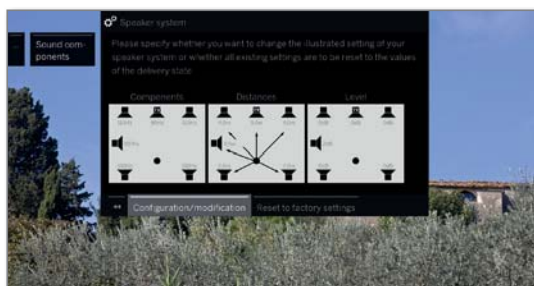 Speaker system
Sound com-
ponents
Please specify whether you want to change the illustrated setting of your
speaker system or whether all existing settings are to be reset to the values
of the delivery state
Components Distances Level
Configuration/modification Reset to factory settings